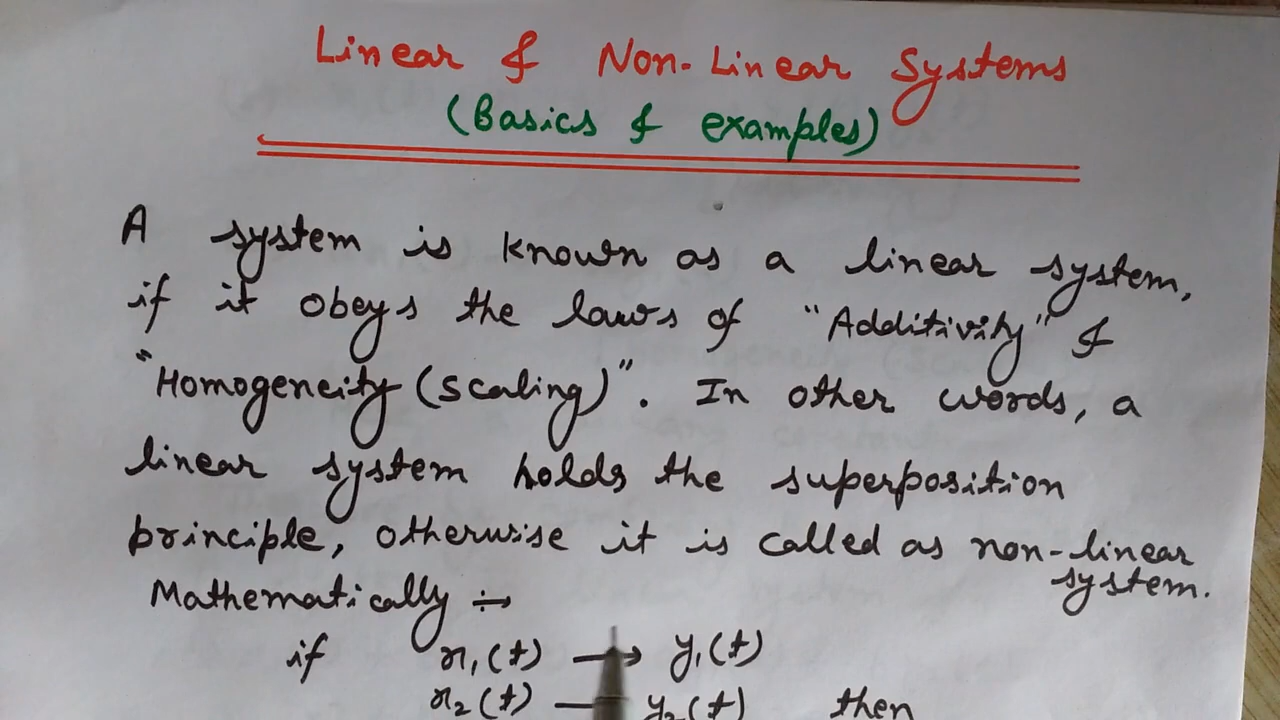 Linear & Non-Linear Systems
(Basics & examples)
A system is known as a linear system,
if it obeys the laws of "Additivity" &
"Homogeneity (Scaling)". In other words, a
linear system holds the superposition
principle, otherwise it is called as non-linear
system.
Mathematically :→
if x₁(t) → y₁(t)
x₂(t) — y₂(t) then